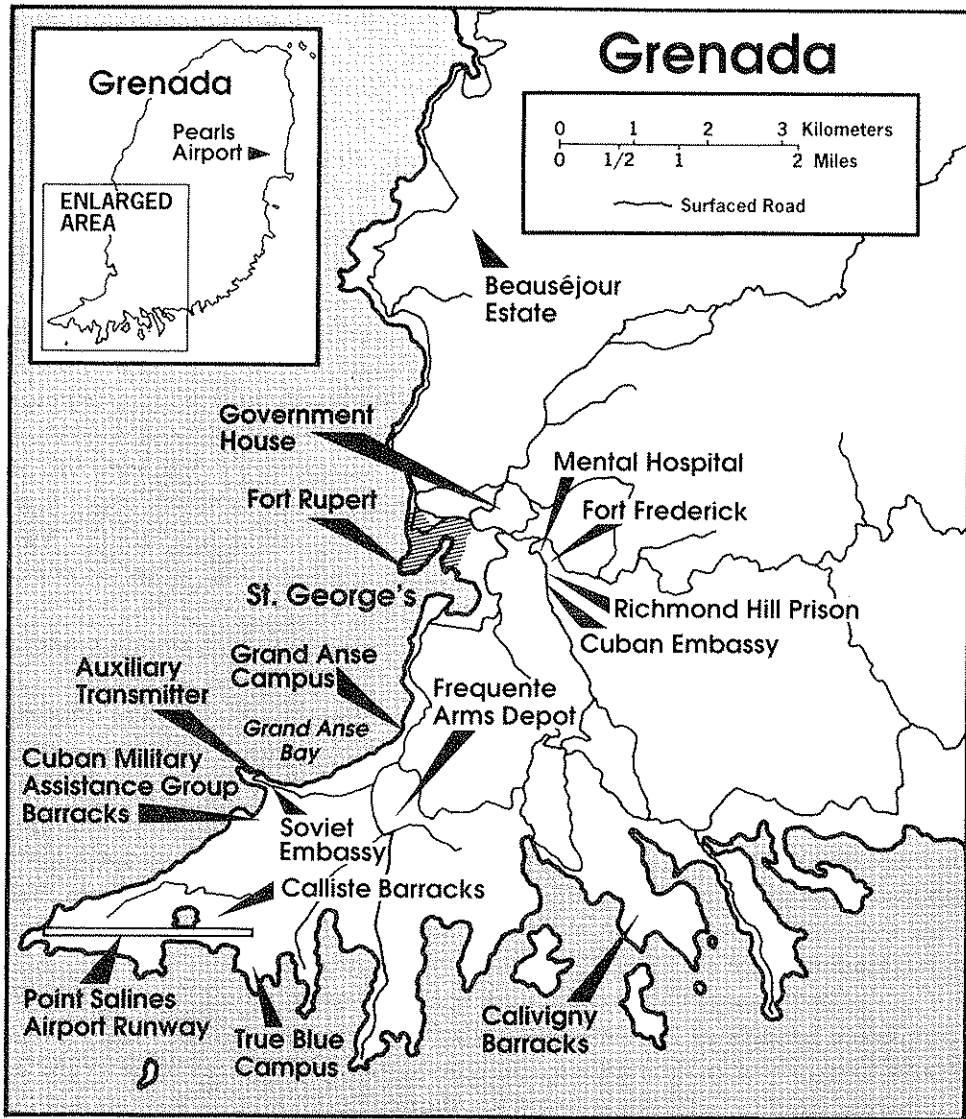 Grenada
Grenada
Pearls
Airport
ENLARGED
AREA
0 1 2 3 Kilometers
0 1/2 1 2 Miles
Surfaced Road
Beauséjour
Estate
Government
House
Mental Hospital
Fort Rupert
Fort Frederick
St. George's
Richmond Hill Prison
Cuban Embassy
Grand Anse
Campus
Auxiliary
Transmitter
Frequente
Arms Depot
Grand Anse
Bay
Cuban Military
Assistance Group
Barracks
Soviet
Embassy
Calliste Barracks
Point Salines
Airport Runway
True Blue
Campus
Calivigny
Barracks